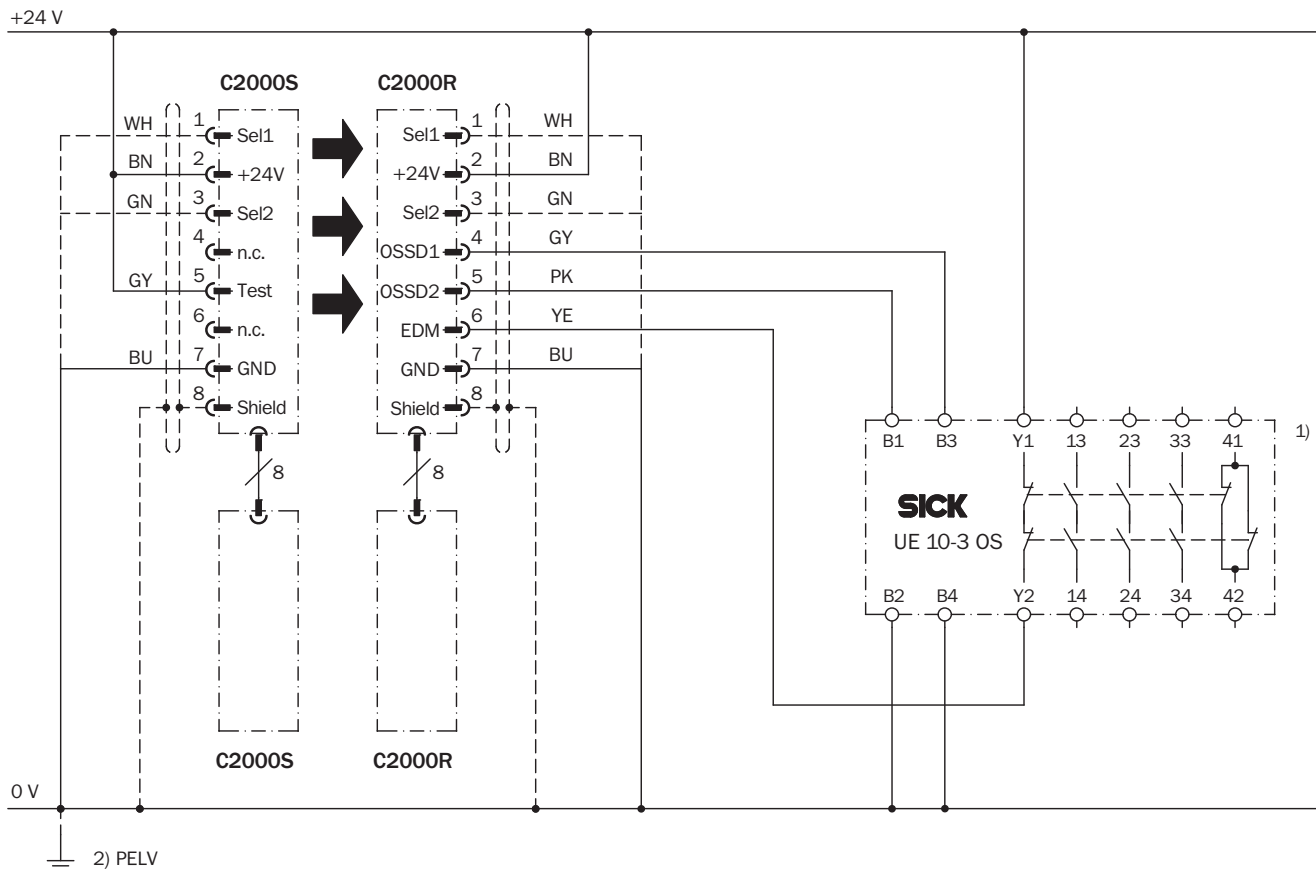 +24 V
C2000S
C2000R
WH 1 Sel1
BN 2 +24V
GN 3 Sel2
4 n.c.
GY 5 Test
6 n.c.
BU 7 GND
8 Shield
Sel1 1 WH
+24V 2 BN
Sel2 3 GN
OSSD1 4 GY
OSSD2 5 PK
EDM 6 YE
GND 7 BU
Shield 8
8
8
C2000S
C2000R
B1 B3 Y1 13 23 33 41
1)
SICK
UE 10-3 OS
B2 B4 Y2 14 24 34 42
0 V
2) PELV